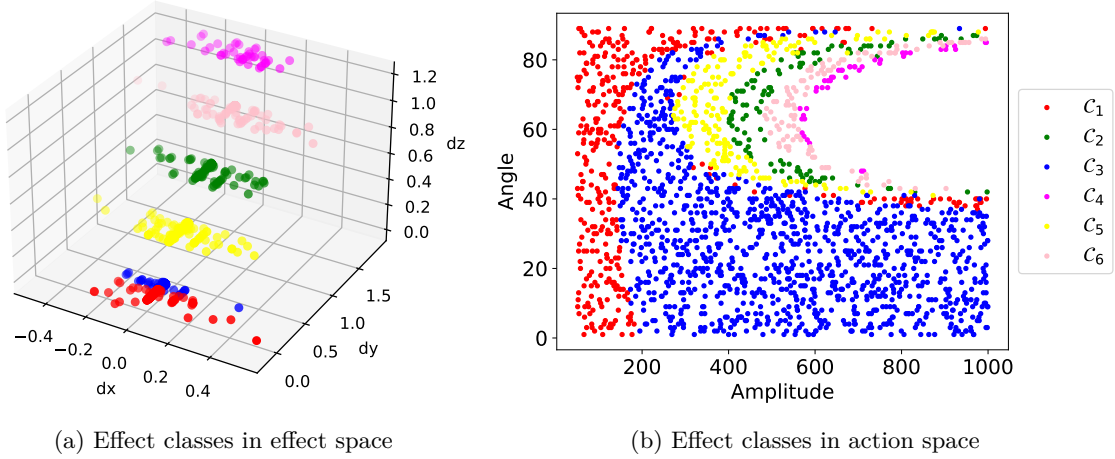 1.2
1.0
0.8
0.6
0.4
0.2
0.0
dz
1.5
1.0
0.5
0.0
dy
−0.4
−0.2
0.0
0.2
0.4
dx
80
60
40
20
0
Angle
200 400 600 800 1000
Amplitude
C1
C2
C3
C4
C5
C6
(a) Effect classes in effect space
(b) Effect classes in action space